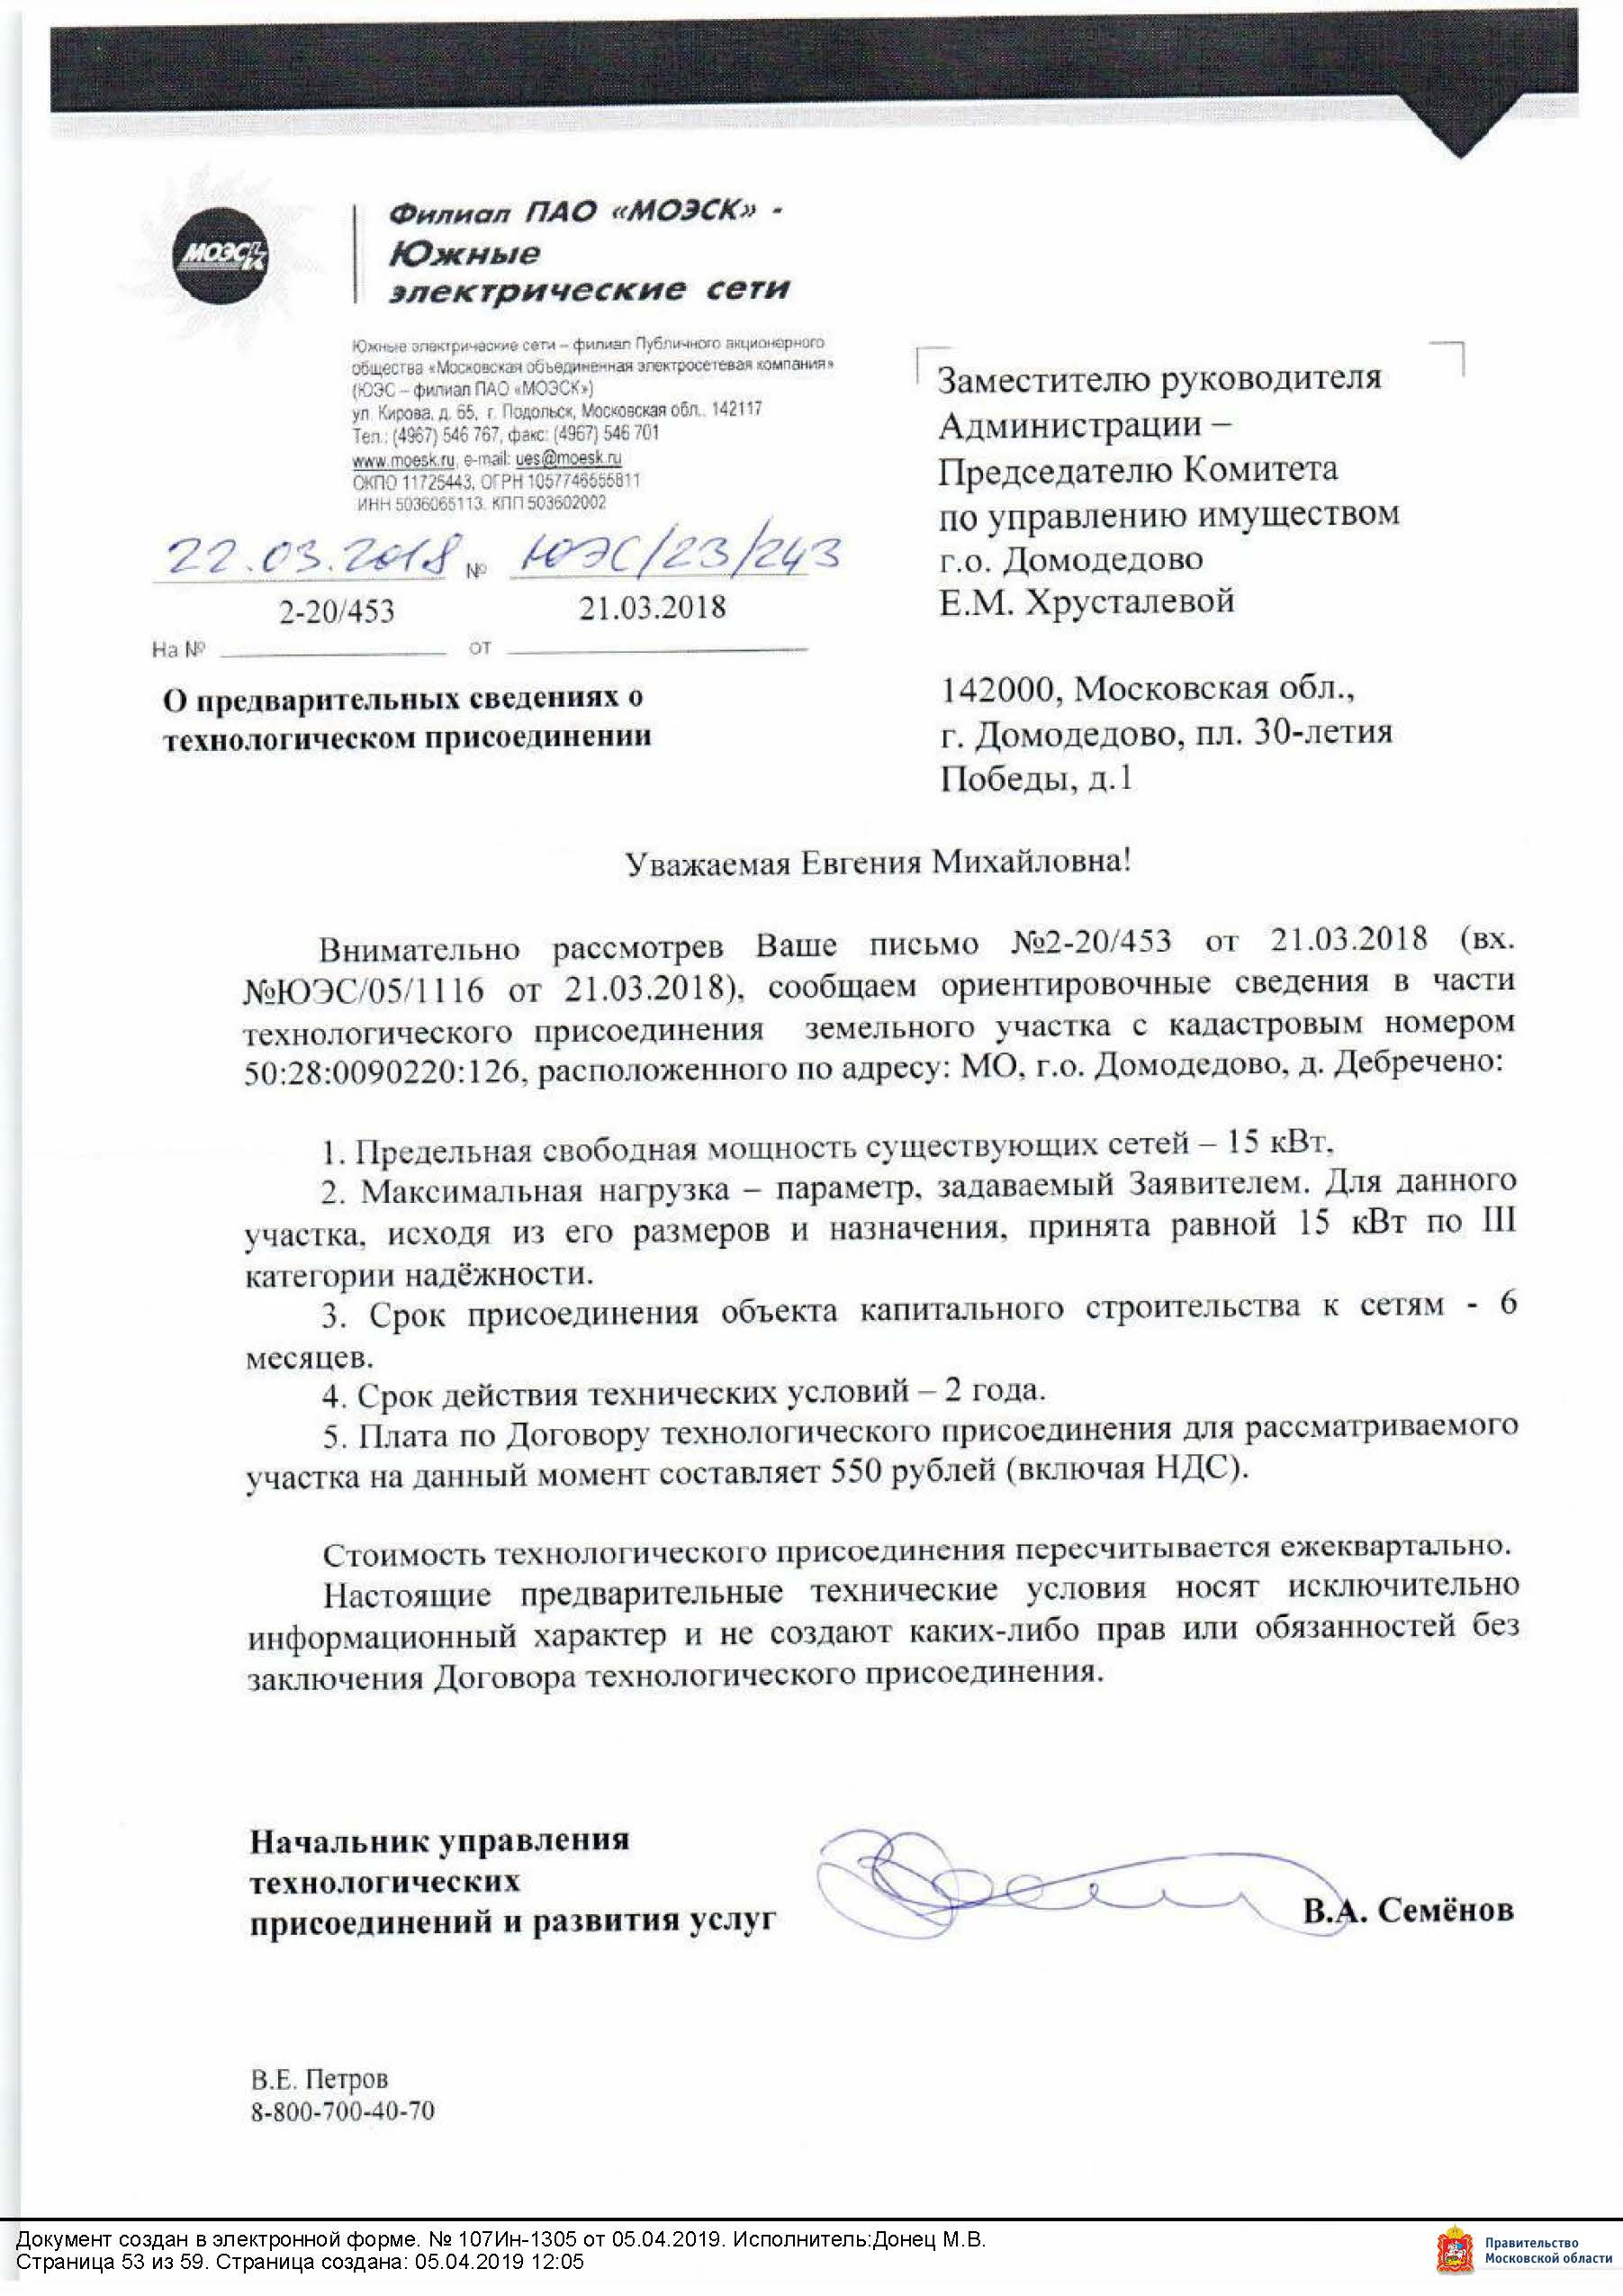 МОЭСК
Филиал ПАО «МОЭСК» -
Южные
электрические сети
Южные электрические сети – филиал Публичного акционерного
общества «Московская объединенная электросетевая компания»
(ЮЭС – филиал ПАО «МОЭСК»)
ул. Кирова, д. 65, г. Подольск, Московская обл., 142117
Тел.: (4967) 546 767, факс: (4967) 546 701
www.moesk.ru, e-mail: ues@moesk.ru
ОКПО 11725443, ОГРН 1057746555811
ИНН 5036065113, КПП 503602002
22.03.2018 № ЮЭС/23/243
2-20/453 21.03.2018
На № от
О предварительных сведениях о
технологическом присоединении
Заместителю руководителя
Администрации –
Председателю Комитета
по управлению имуществом
г.о. Домодедово
Е.М. Хрусталевой
142000, Московская обл.,
г. Домодедово, пл. 30-летия
Победы, д.1
Уважаемая Евгения Михайловна!
Внимательно рассмотрев Ваше письмо №2-20/453 от 21.03.2018 (вх.
№ЮЭС/05/1116 от 21.03.2018), сообщаем ориентировочные сведения в части
технологического присоединения земельного участка с кадастровым номером
50:28:0090220:126, расположенного по адресу: МО, г.о. Домодедово, д. Дебречено:
1. Предельная свободная мощность существующих сетей – 15 кВт.
2. Максимальная нагрузка – параметр, задаваемый Заявителем. Для данного
участка, исходя из его размеров и назначения, принята равной 15 кВт по III
категории надёжности.
3. Срок присоединения объекта капитального строительства к сетям - 6
месяцев.
4. Срок действия технических условий – 2 года.
5. Плата по Договору технологического присоединения для рассматриваемого
участка на данный момент составляет 550 рублей (включая НДС).
Стоимость технологического присоединения пересчитывается ежеквартально.
Настоящие предварительные технические условия носят исключительно
информационный характер и не создают каких-либо прав или обязанностей без
заключения Договора технологического присоединения.
Начальник управления
технологических
присоединений и развития услуг
В.А. Семёнов
В.Е. Петров
8-800-700-40-70
Документ создан в электронной форме. № 107Ин-1305 от 05.04.2019. Исполнитель:Донец М.В.
Страница 53 из 59. Страница создана: 05.04.2019 12:05
Правительство
Московской области